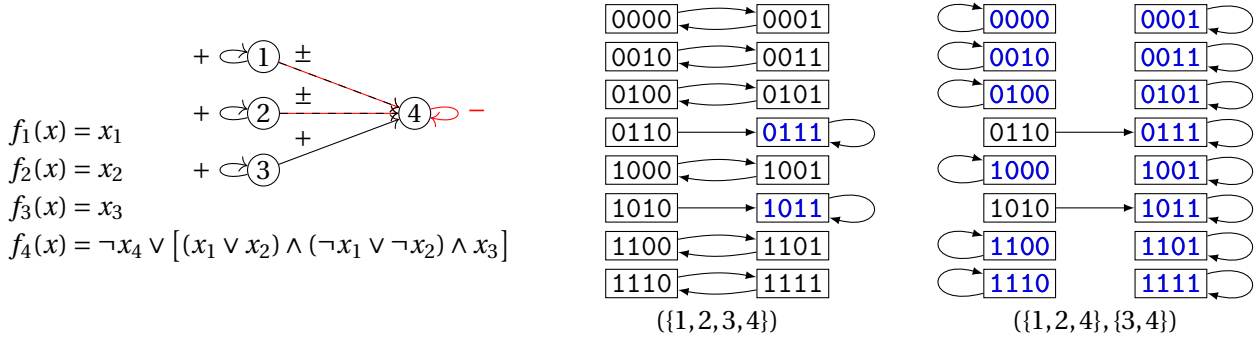 + 1 ±
+ 2 ± 4 −
+ 3 +
f₁(x) = x₁
f₂(x) = x₂
f₃(x) = x₃
f₄(x) = ¬x₄ ∨ [(x₁ ∨ x₂) ∧ (¬x₁ ∨ ¬x₂) ∧ x₃]
0000 0001
0010 0011
0100 0101
0110 0111
1000 1001
1010 1011
1100 1101
1110 1111
({1,2,3,4})
0000 0001
0010 0011
0100 0101
0110 0111
1000 1001
1010 1011
1100 1101
1110 1111
({1,2,4},{3,4})